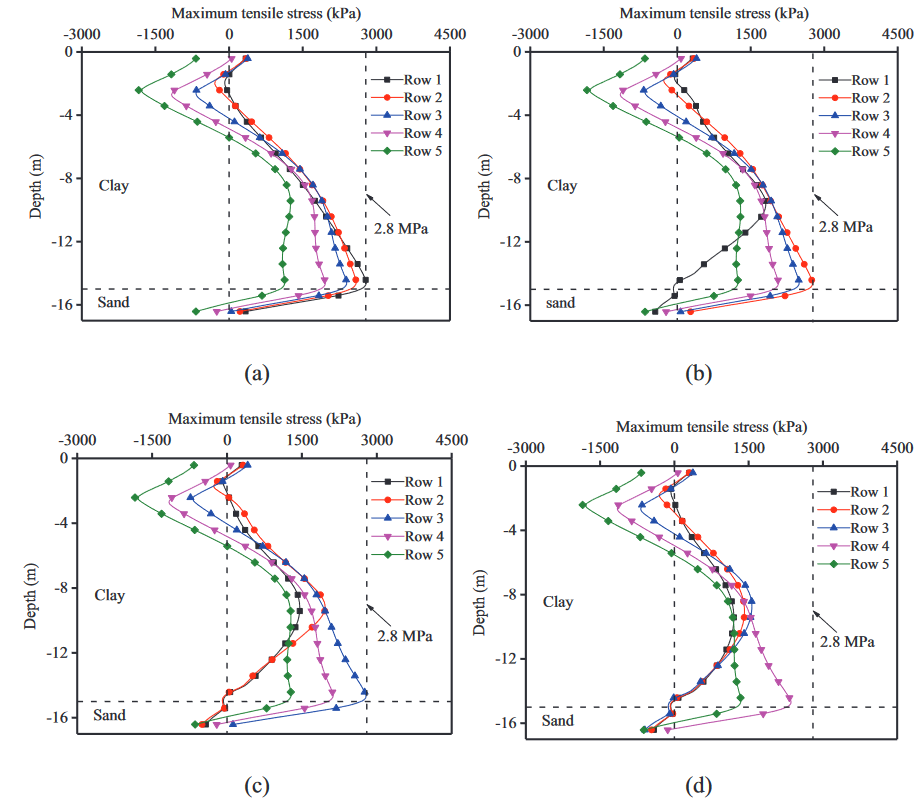 Maximum tensile stress (kPa)
-3000 -1500 0 1500 3000 4500
0
-4
-8
-12
-16
Depth (m)
Row 1
Row 2
Row 3
Row 4
Row 5
Clay
2.8 MPa
Sand
(a)
Maximum tensile stress (kPa)
-3000 -1500 0 1500 3000 4500
0
-4
-8
-12
-16
Depth (m)
Row 1
Row 2
Row 3
Row 4
Row 5
Clay
2.8 MPa
sand
(b)
Maximum tensile stress (kPa)
-3000 -1500 0 1500 3000 4500
0
-4
-8
-12
-16
Depth (m)
Row 1
Row 2
Row 3
Row 4
Row 5
Clay
2.8 MPa
Sand
(c)
Maximum tensile stress (kPa)
-3000 -1500 0 1500 3000 4500
0
-4
-8
-12
-16
Depth (m)
Row 1
Row 2
Row 3
Row 4
Row 5
Clay
2.8 MPa
Sand
(d)